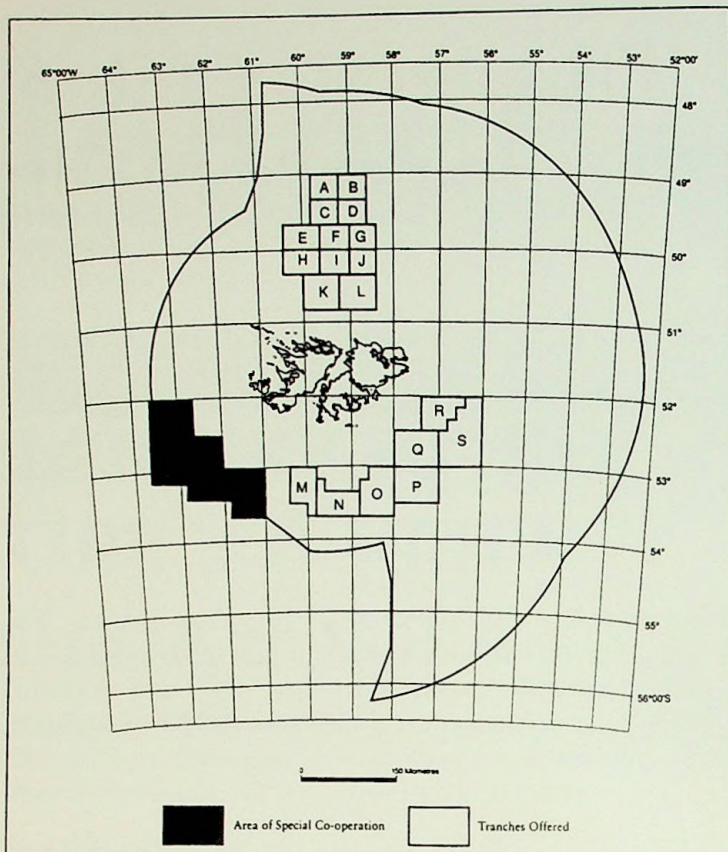 65°00'W 64° 63° 62° 61° 60° 59° 58° 57° 56° 55° 54° 53° 52°00'
48°
49°
A B
C D
E F G
50°
H I J
K L
51°
52°
R
Q S
53°
M N O P
54°
55°
56°00'S
0 150 Kilometres
Area of Special Co-operation Tranches Offered